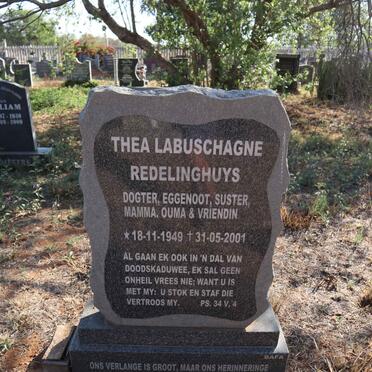 THEA LABUSCHAGNE
REDELINGHUYS
DOGTER, EGGENOOT, SUSTER,
MAMMA, OUMA & VRIENDIN
★18-11-1949 †31-05-2001
AL GAAN EK OOK IN 'N DAL VAN
DOODSKADUWEE, EK SAL GEEN
ONHEIL VREES NIE; WANT U IS
MET MY: U STOK EN STAF DIE
VERTROOS MY. PS. 34 V. 4
BAFA
ONS VERLANGE IS GROOT, MAAR ONS HERINNERINGE
LIAM